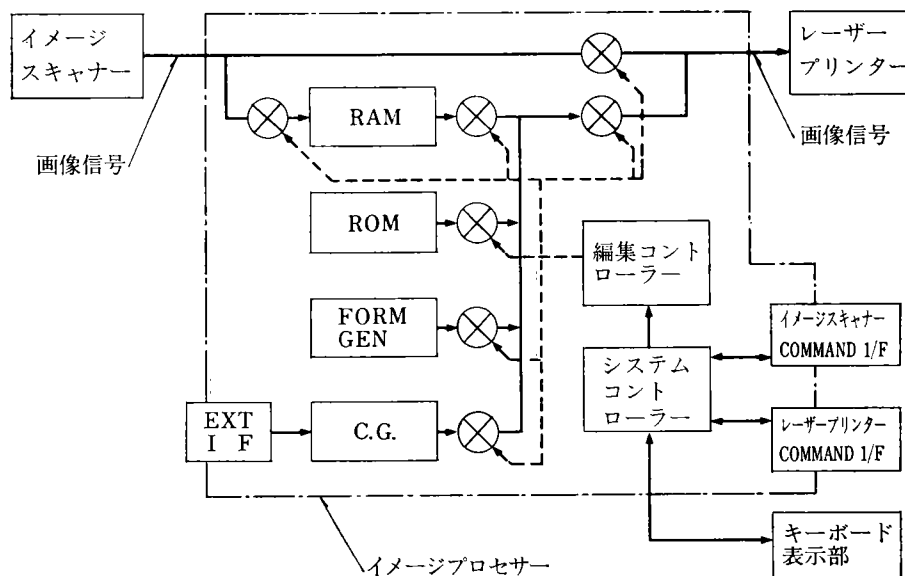 イメージ
スキャナー
レーザー
プリンター
画像信号
画像信号
RAM
ROM
編集コント
ローラー
FORM
GEN
イメージスキャナー
COMMAND 1/F
システム
コント
ローラー
EXT
I F
C.G.
レーザープリンター
COMMAND 1/F
キーボード
表示部
イメージプロセサー